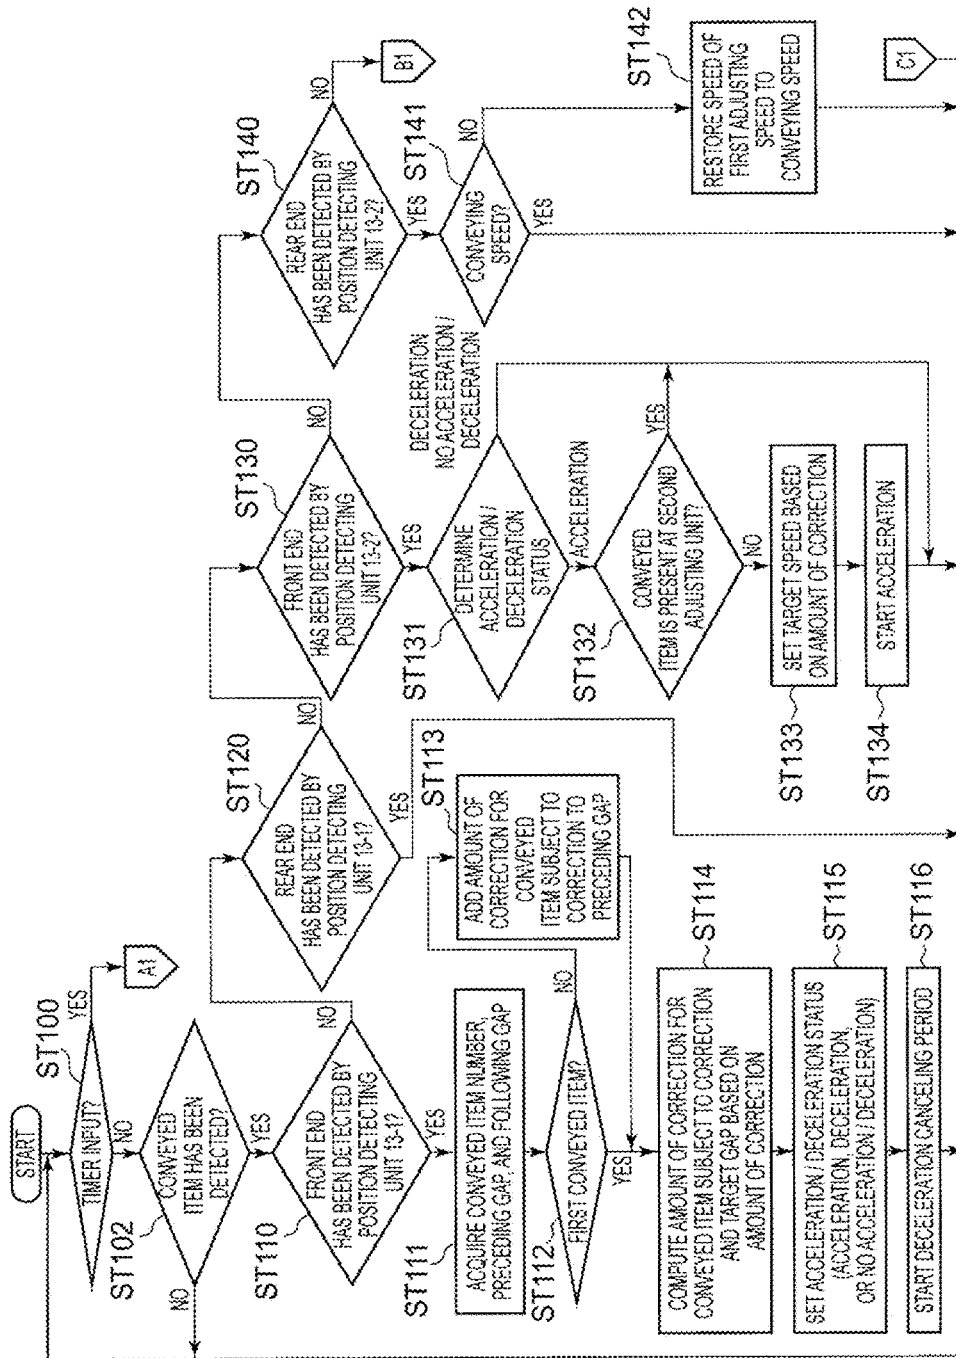 START
ST100
TIMER INPUT?
YES
A1
NO
ST102
CONVEYED
ITEM HAS BEEN
DETECTED?
NO
YES
ST110
FRONT END
HAS BEEN DETECTED BY
POSITION DETECTING
UNIT 13-1?
NO
YES
ST111
ACQUIRE CONVEYED ITEM NUMBER,
PRECEDING GAP, AND FOLLOWING GAP
ST112
FIRST CONVEYED ITEM?
NO
YES
ST113
ADD AMOUNT OF
CORRECTION FOR
CONVEYED
ITEM SUBJECT TO
CORRECTION TO
PRECEDING GAP
ST114
COMPUTE AMOUNT OF CORRECTION FOR
CONVEYED ITEM SUBJECT TO CORRECTION
AND TARGET GAP BASED ON
AMOUNT OF CORRECTION
ST115
SET ACCELERATION / DECELERATION STATUS
(ACCELERATION, DECELERATION,
OR NO ACCELERATION / DECELERATION)
ST116
START DECELERATION CANCELING PERIOD
ST120
REAR END
HAS BEEN DETECTED BY
POSITION DETECTING
UNIT 13-1?
NO
YES
ST130
FRONT END
HAS BEEN DETECTED BY
POSITION DETECTING
UNIT 13-2?
NO
YES
ST131
DETERMINE
ACCELERATION /
DECELERATION
STATUS
DECELERATION
NO ACCELERATION /
DECELERATION
ACCELERATION
ST132
CONVEYED
ITEM IS PRESENT AT SECOND
ADJUSTING UNIT?
YES
NO
ST133
SET TARGET SPEED BASED
ON AMOUNT OF CORRECTION
ST134
START ACCELERATION
ST140
REAR END
HAS BEEN DETECTED BY
POSITION DETECTING
UNIT 13-2?
NO
B1
YES
ST141
CONVEYING
SPEED?
NO
YES
ST142
RESTORE SPEED OF
FIRST ADJUSTING
SPEED TO
CONVEYING SPEED
C1